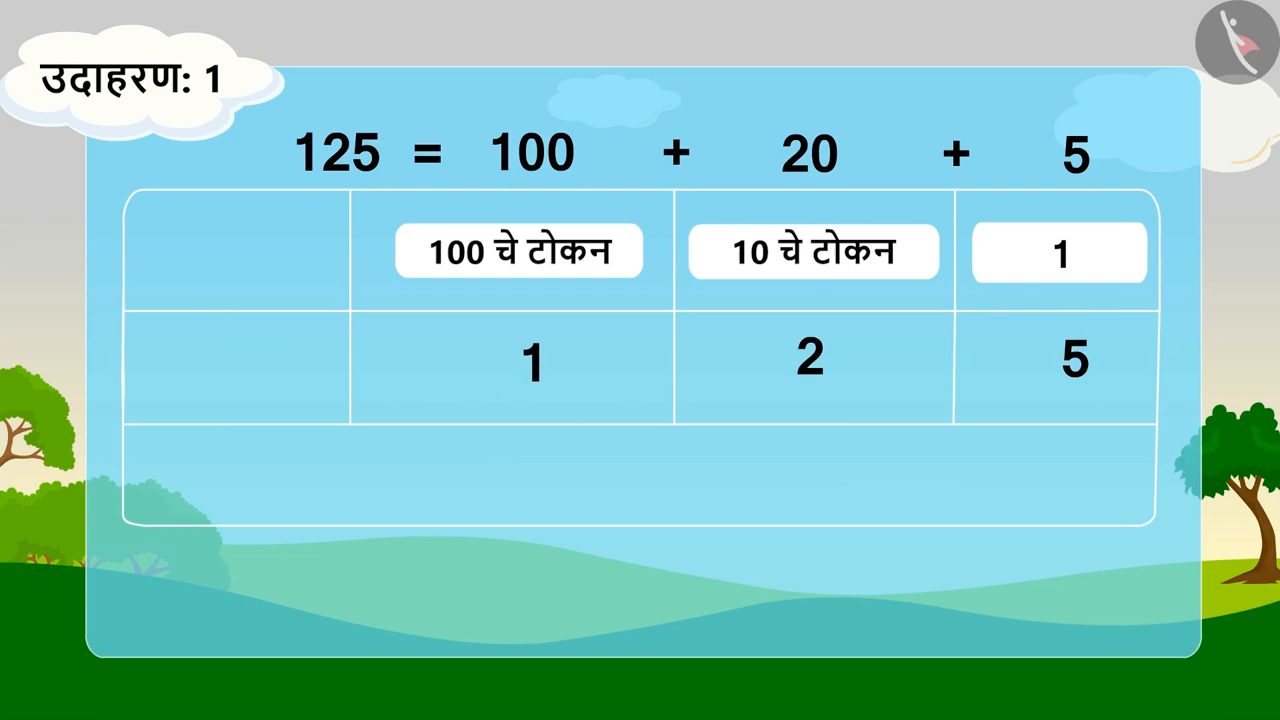 उदाहरण: 1
125 = 100 + 20 + 5
100 चे टोकन 10 चे टोकन 1
1 2 5